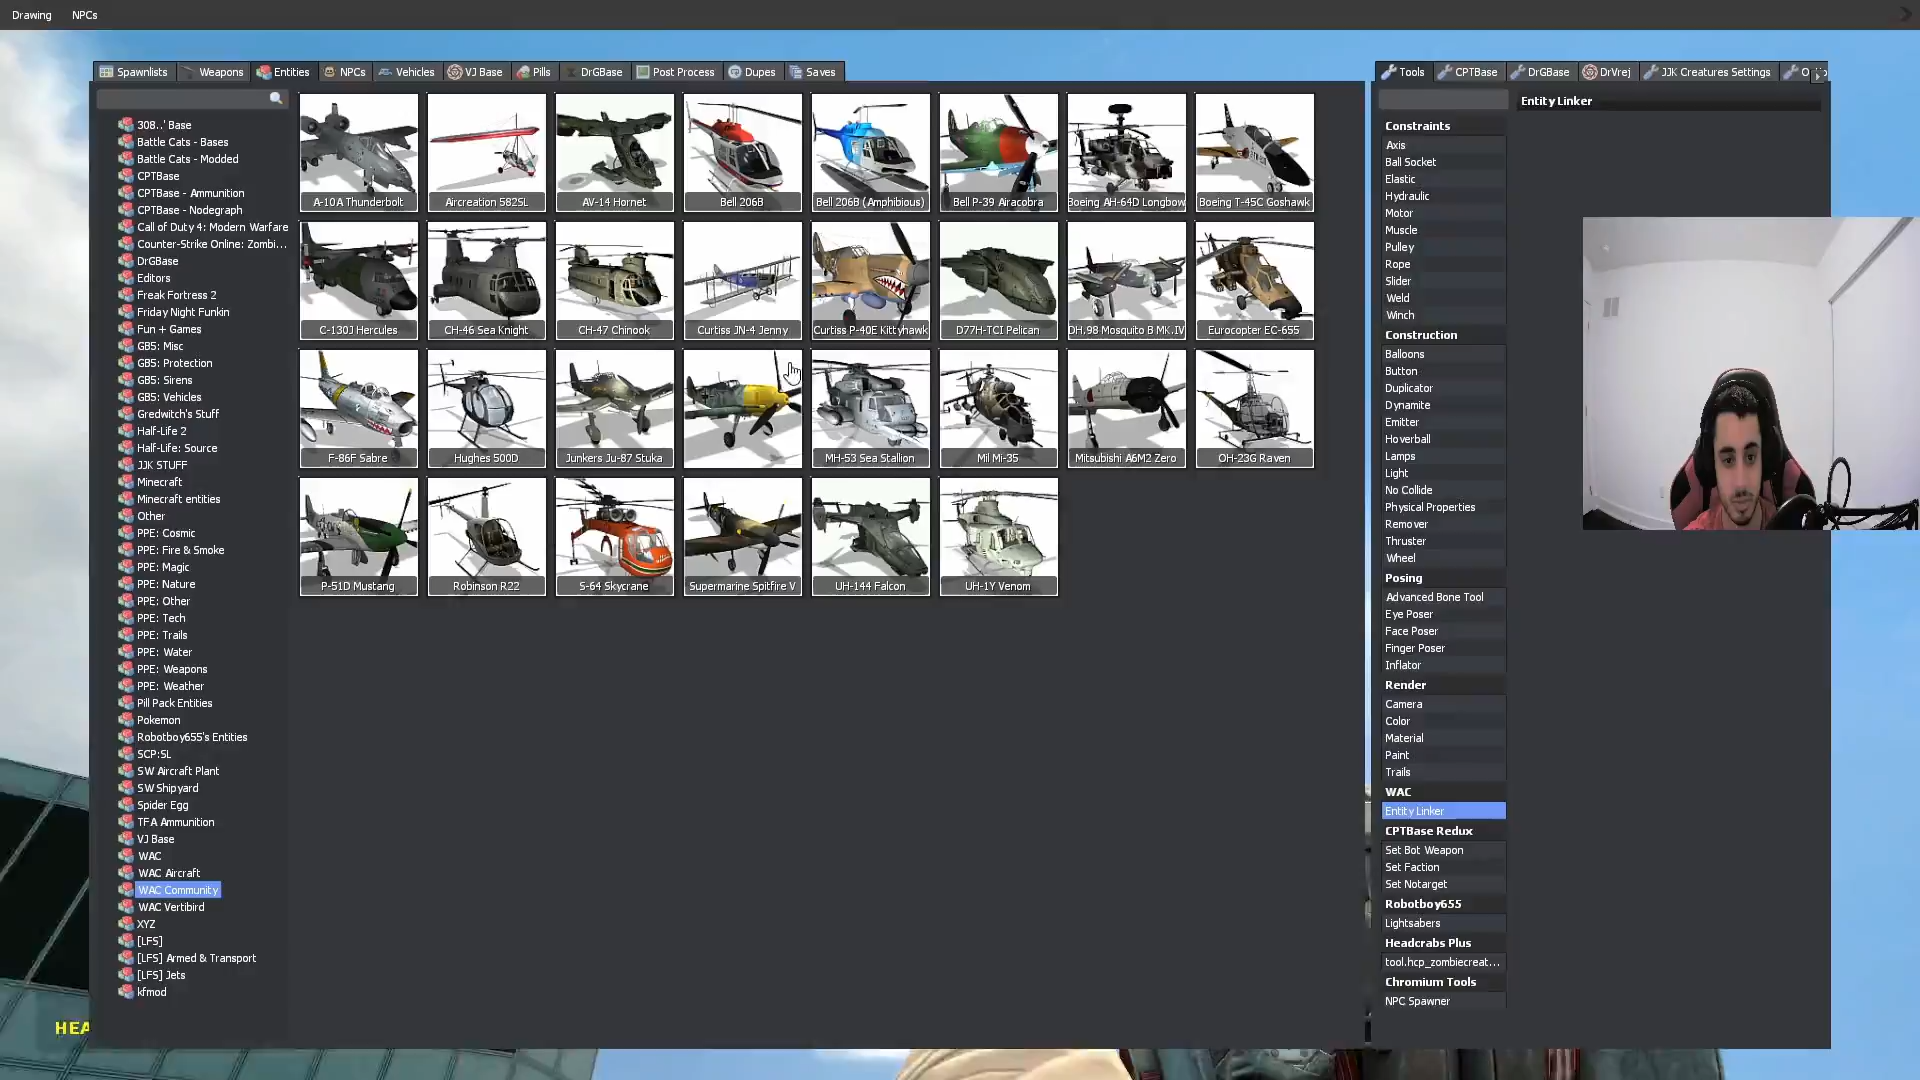 Drawing NPCs
Spawnlists Weapons Entities NPCs Vehicles VJ Base Pills DrGBase Post Process Dupes Saves
Tools CPTBase DrGBase DrVrej JJK Creatures Settings
308..' Base
Battle Cats - Bases
Battle Cats - Modded
CPTBase
CPTBase - Ammunition
CPTBase - Nodegraph
Call of Duty 4: Modern Warfare
Counter-Strike Online: Zombi...
DrGBase
Editors
Freak Fortress 2
Friday Night Funkin
Fun + Games
GB5: Misc
GB5: Protection
GB5: Sirens
GB5: Vehicles
Gredwitch's Stuff
Half-Life 2
Half-Life: Source
JJK STUFF
Minecraft
Minecraft entities
Other
PPE: Cosmic
PPE: Fire & Smoke
PPE: Magic
PPE: Nature
PPE: Other
PPE: Tech
PPE: Trails
PPE: Water
PPE: Weapons
PPE: Weather
Pill Pack Entities
Pokemon
Robotboy655's Entities
SCP:SL
SW Aircraft Plant
SW Shipyard
Spider Egg
TFA Ammunition
VJ Base
WAC
WAC Aircraft
WAC Community
WAC Vertibird
XYZ
[LFS]
[LFS] Armed & Transport
[LFS] Jets
kfmod
A-10A Thunderbolt Aircreation 582SL AV-14 Hornet Bell 206B Bell 206B (Amphibious) Bell P-39 Airacobra Boeing AH-64D Longbow Boeing T-45C Goshawk
C-130J Hercules CH-46 Sea Knight CH-47 Chinook Curtiss JN-4 Jenny Curtiss P-40E Kittyhawk D77H-TCI Pelican DH.98 Mosquito B MK.IV Eurocopter EC-655
F-86F Sabre Hughes 500D Junkers Ju-87 Stuka MH-53 Sea Stallion Mil Mi-35 Mitsubishi A6M2 Zero OH-23G Raven
P-51D Mustang Robinson R22 S-64 Skycrane Supermarine Spitfire V UH-144 Falcon UH-1Y Venom
Constraints
Axis
Ball Socket
Elastic
Hydraulic
Motor
Muscle
Pulley
Rope
Slider
Weld
Winch
Construction
Balloons
Button
Duplicator
Dynamite
Emitter
Hoverball
Lamps
Light
No Collide
Physical Properties
Remover
Thruster
Wheel
Posing
Advanced Bone Tool
Eye Poser
Face Poser
Finger Poser
Inflator
Render
Camera
Color
Material
Paint
Trails
WAC
Entity Linker
CPTBase Redux
Set Bot Weapon
Set Faction
Set Notarget
Robotboy655
Lightsabers
Headcrabs Plus
tool.hcp_zombiecreat...
Chromium Tools
NPC Spawner
Entity Linker
HEA